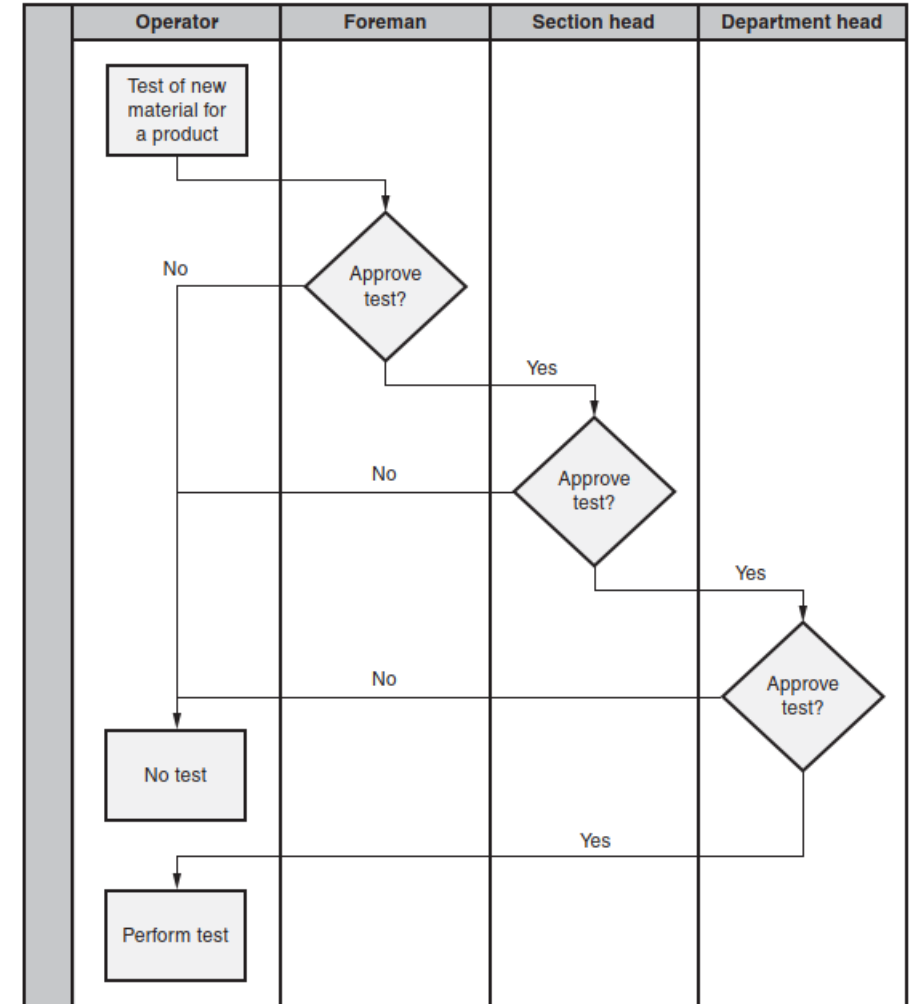 Operator
Foreman
Section head
Department head
Test of new
material for
a product
No
Approve
test?
Yes
No
Approve
test?
Yes
No
Approve
test?
No test
Yes
Perform test